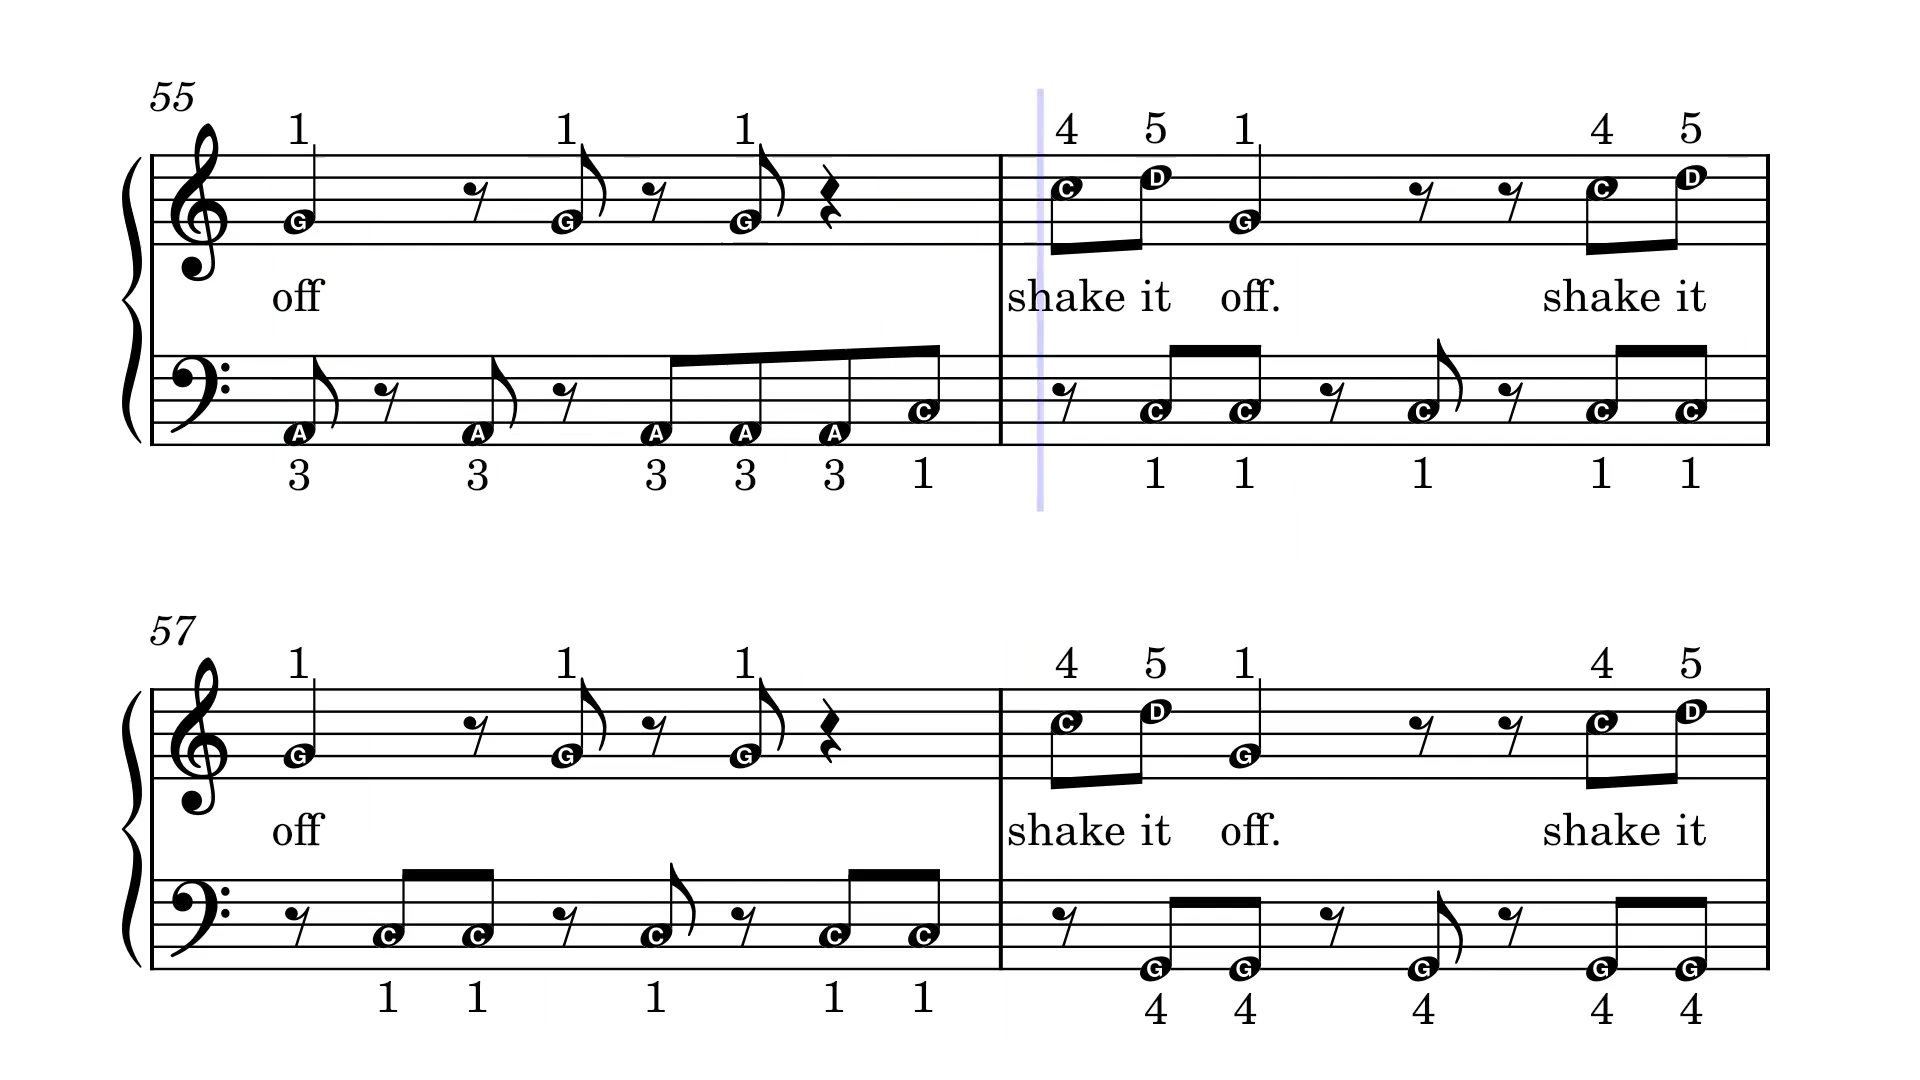 55
1 1 1 4 5 1 4 5
G G G C D G C D
off shake it off. shake it
A A A A A C C C C C C
3 3 3 3 3 1 1 1 1 1 1
57
1 1 1 4 5 1 4 5
G G G C D G C D
off shake it off. shake it
C C C C C G G G G G
1 1 1 1 1 4 4 4 4 4